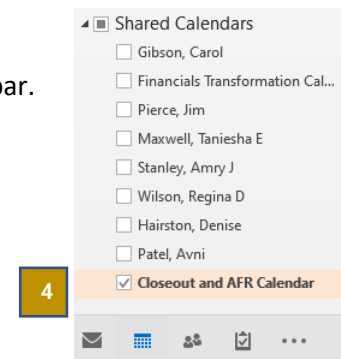 Shared Calendars
Gibson, Carol
bar.
Financials Transformation Cal...
Pierce, Jim
Maxwell, Taniesha E
Stanley, Amry J
Wilson, Regina D
Hairston, Denise
Patel, Avni
4
Closeout and AFR Calendar